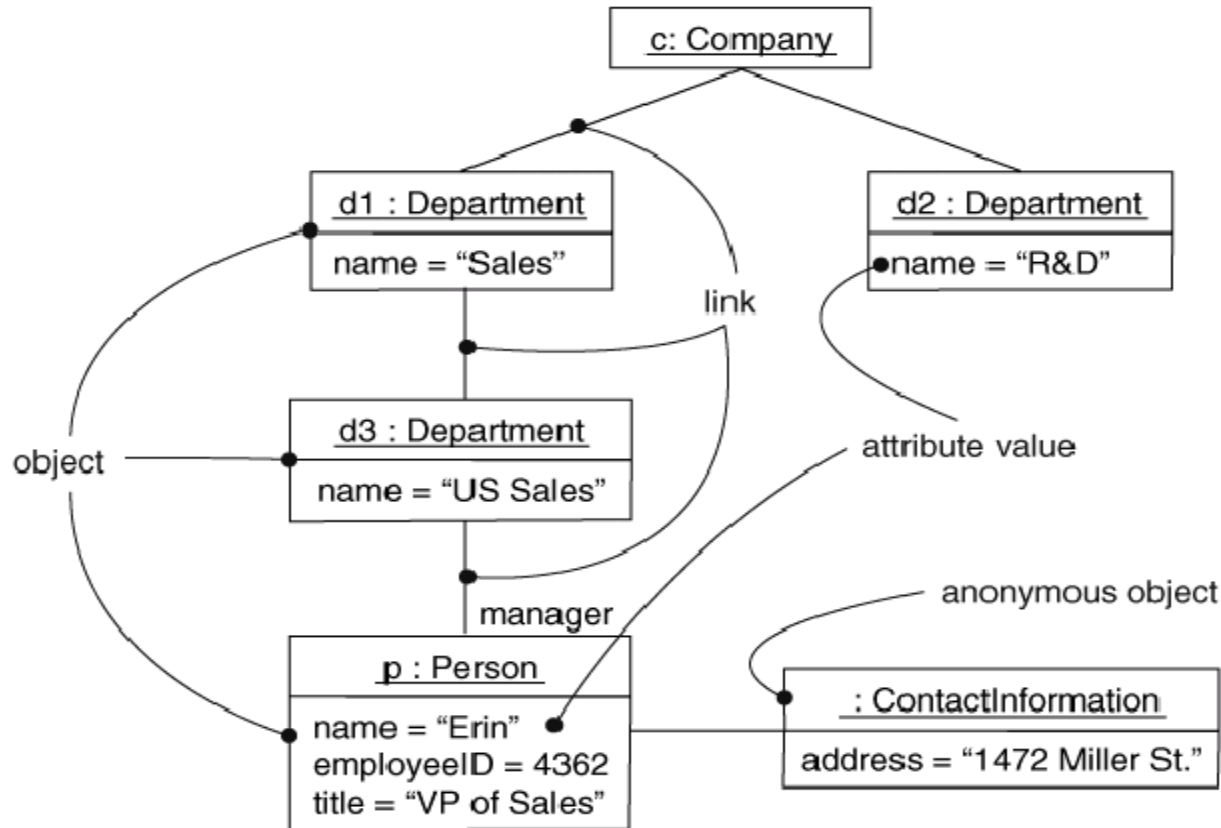 c: Company
d1 : Department
name = “Sales”
d2 : Department
name = “R&D”
link
d3 : Department
name = “US Sales”
object
attribute value
manager
anonymous object
p : Person
name = “Erin”
employeeID = 4362
title = “VP of Sales”
: ContactInformation
address = “1472 Miller St.”